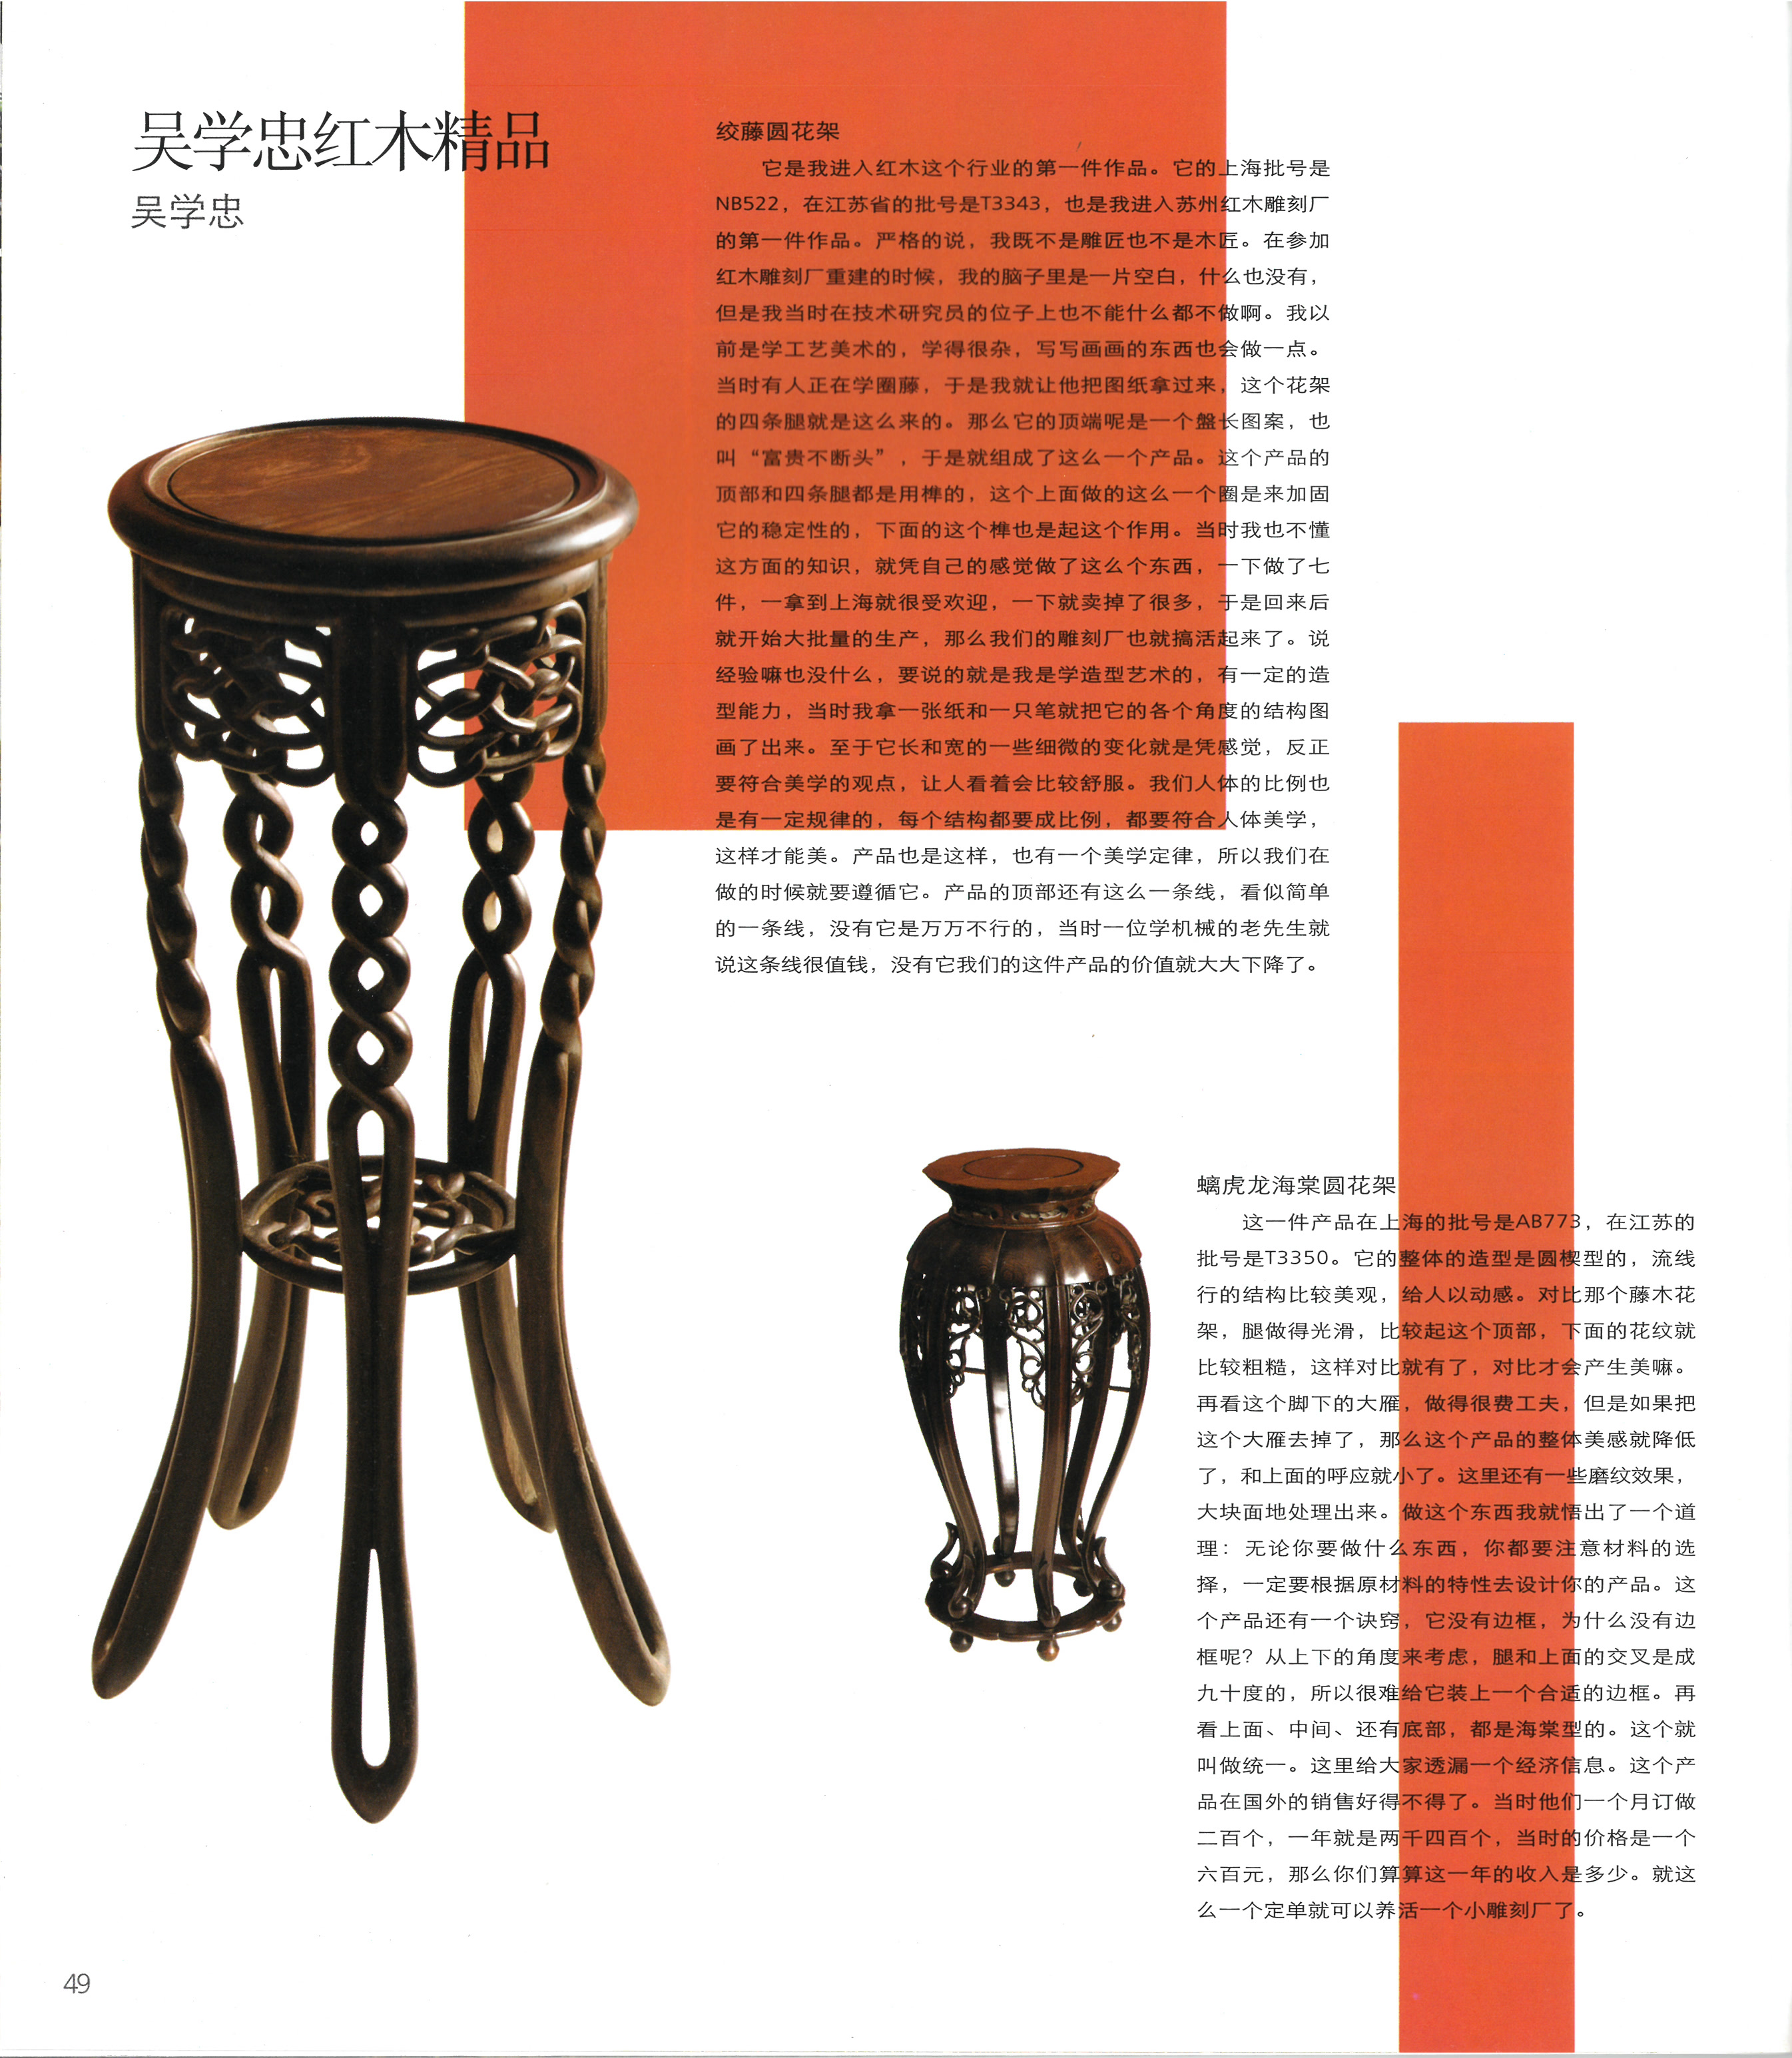 吴学忠红木精品
吴学忠
绞藤圆花架
它是我进入红木这个行业的第一件作品。它的上海批号是
NB522，在江苏省的批号是T3343，也是我进入苏州红木雕刻厂
的第一件作品。严格的说，我既不是雕匠也不是木匠。在参加
红木雕刻厂重建的时候，我的脑子里是一片空白，什么也没有，
但是我当时在技术研究员的位子上也不能什么都不做啊。我以
前是学工艺美术的，学得很杂，写写画画的东西也会做一点。
当时有人正在学圈藤，于是我就让他把图纸拿过来，这个花架
的四条腿就是这么来的。那么它的顶端呢是一个盤长图案，也
叫“富贵不断头”，于是就组成了这么一个产品。这个产品的
顶部和四条腿都是用榫的，这个上面做的这么一个圈是来加固
它的稳定性的，下面的这个榫也是起这个作用。当时我也不懂
这方面的知识，就凭自己的感觉做了这么个东西，一下做了七
件，一拿到上海就很受欢迎，一下就卖掉了很多，于是回来后
就开始大批量的生产，那么我们的雕刻厂也就搞活起来了。说
经验嘛也没什么，要说的就是我是学造型艺术的，有一定的造
型能力，当时我拿一张纸和一只笔就把它的各个角度的结构图
画了出来。至于它长和宽的一些细微的变化就是凭感觉，反正
要符合美学的观点，让人看着会比较舒服。我们人体的比例也
是有一定规律的，每个结构都要成比例，都要符合人体美学，
这样才能美。产品也是这样，也有一个美学定律，所以我们在
做的时候就要遵循它。产品的顶部还有这么一条线，看似简单
的一条线，没有它是万万不行的，当时一位学机械的老先生就
说这条线很值钱，没有它我们的这件产品的价值就大大下降了。
螭虎龙海棠圆花架
这一件产品在上海的批号是AB773，在江苏的
批号是T3350。它的整体的造型是圆楔型的，流线
行的结构比较美观，给人以动感。对比那个藤木花
架，腿做得光滑，比较起这个顶部，下面的花纹就
比较粗糙，这样对比就有了，对比才会产生美嘛。
再看这个脚下的大雁，做得很费工夫，但是如果把
这个大雁去掉了，那么这个产品的整体美感就降低
了，和上面的呼应就小了。这里还有一些磨纹效果，
大块面地处理出来。做这个东西我就悟出了一个道
理：无论你要做什么东西，你都要注意材料的选
择，一定要根据原材料的特性去设计你的产品。这
个产品还有一个诀窍，它没有边框，为什么没有边
框呢？从上下的角度来考虑，腿和上面的交叉是成
九十度的，所以很难给它装上一个合适的边框。再
看上面、中间、还有底部，都是海棠型的。这个就
叫做统一。这里给大家透漏一个经济信息。这个产
品在国外的销售好得不得了。当时他们一个月订做
二百个，一年就是两千四百个，当时的价格是一个
六百元，那么你们算算这一年的收入是多少。就这
么一个定单就可以养活一个小雕刻厂了。
49